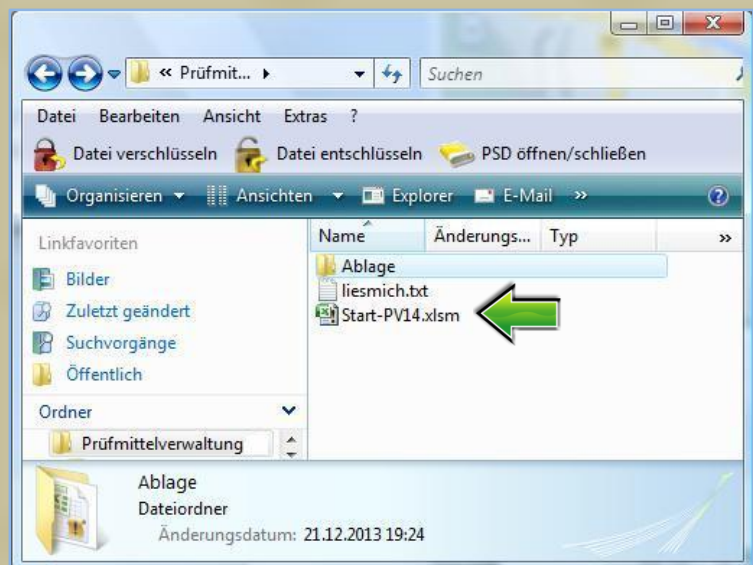 « Prüfmit...
Suchen
Datei Bearbeiten Ansicht Extras ?
Datei verschlüsseln Datei entschlüsseln PSD öffnen/schließen
Organisieren Ansichten Explorer E-Mail »
Linkfavoriten
Name Änderungs... Typ »
Bilder
Ablage
liesmich.txt
Zuletzt geändert
Start-PV14.xlsm
Suchvorgänge
Öffentlich
Ordner
Prüfmittelverwaltung
Ablage
Dateiordner
Änderungsdatum: 21.12.2013 19:24